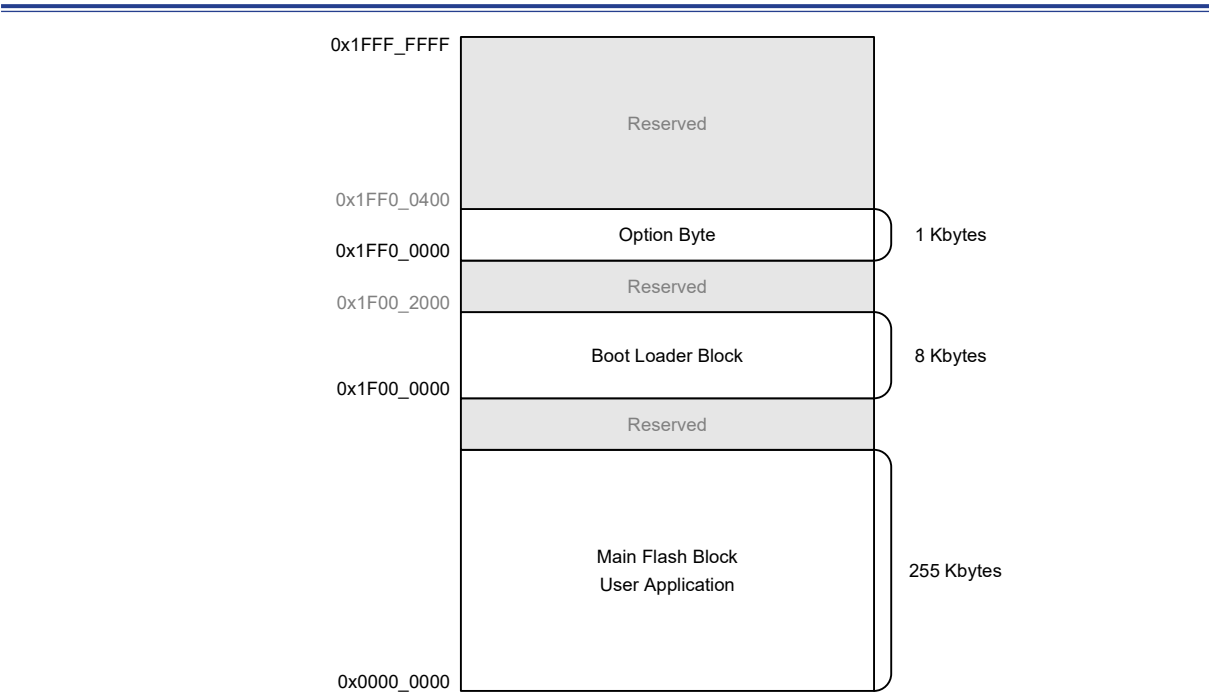 0x1FFF_FFFF
Reserved
0x1FF0_0400
Option Byte
1 Kbytes
0x1FF0_0000
Reserved
0x1F00_2000
Boot Loader Block
8 Kbytes
0x1F00_0000
Reserved
Main Flash Block
User Application
255 Kbytes
0x0000_0000